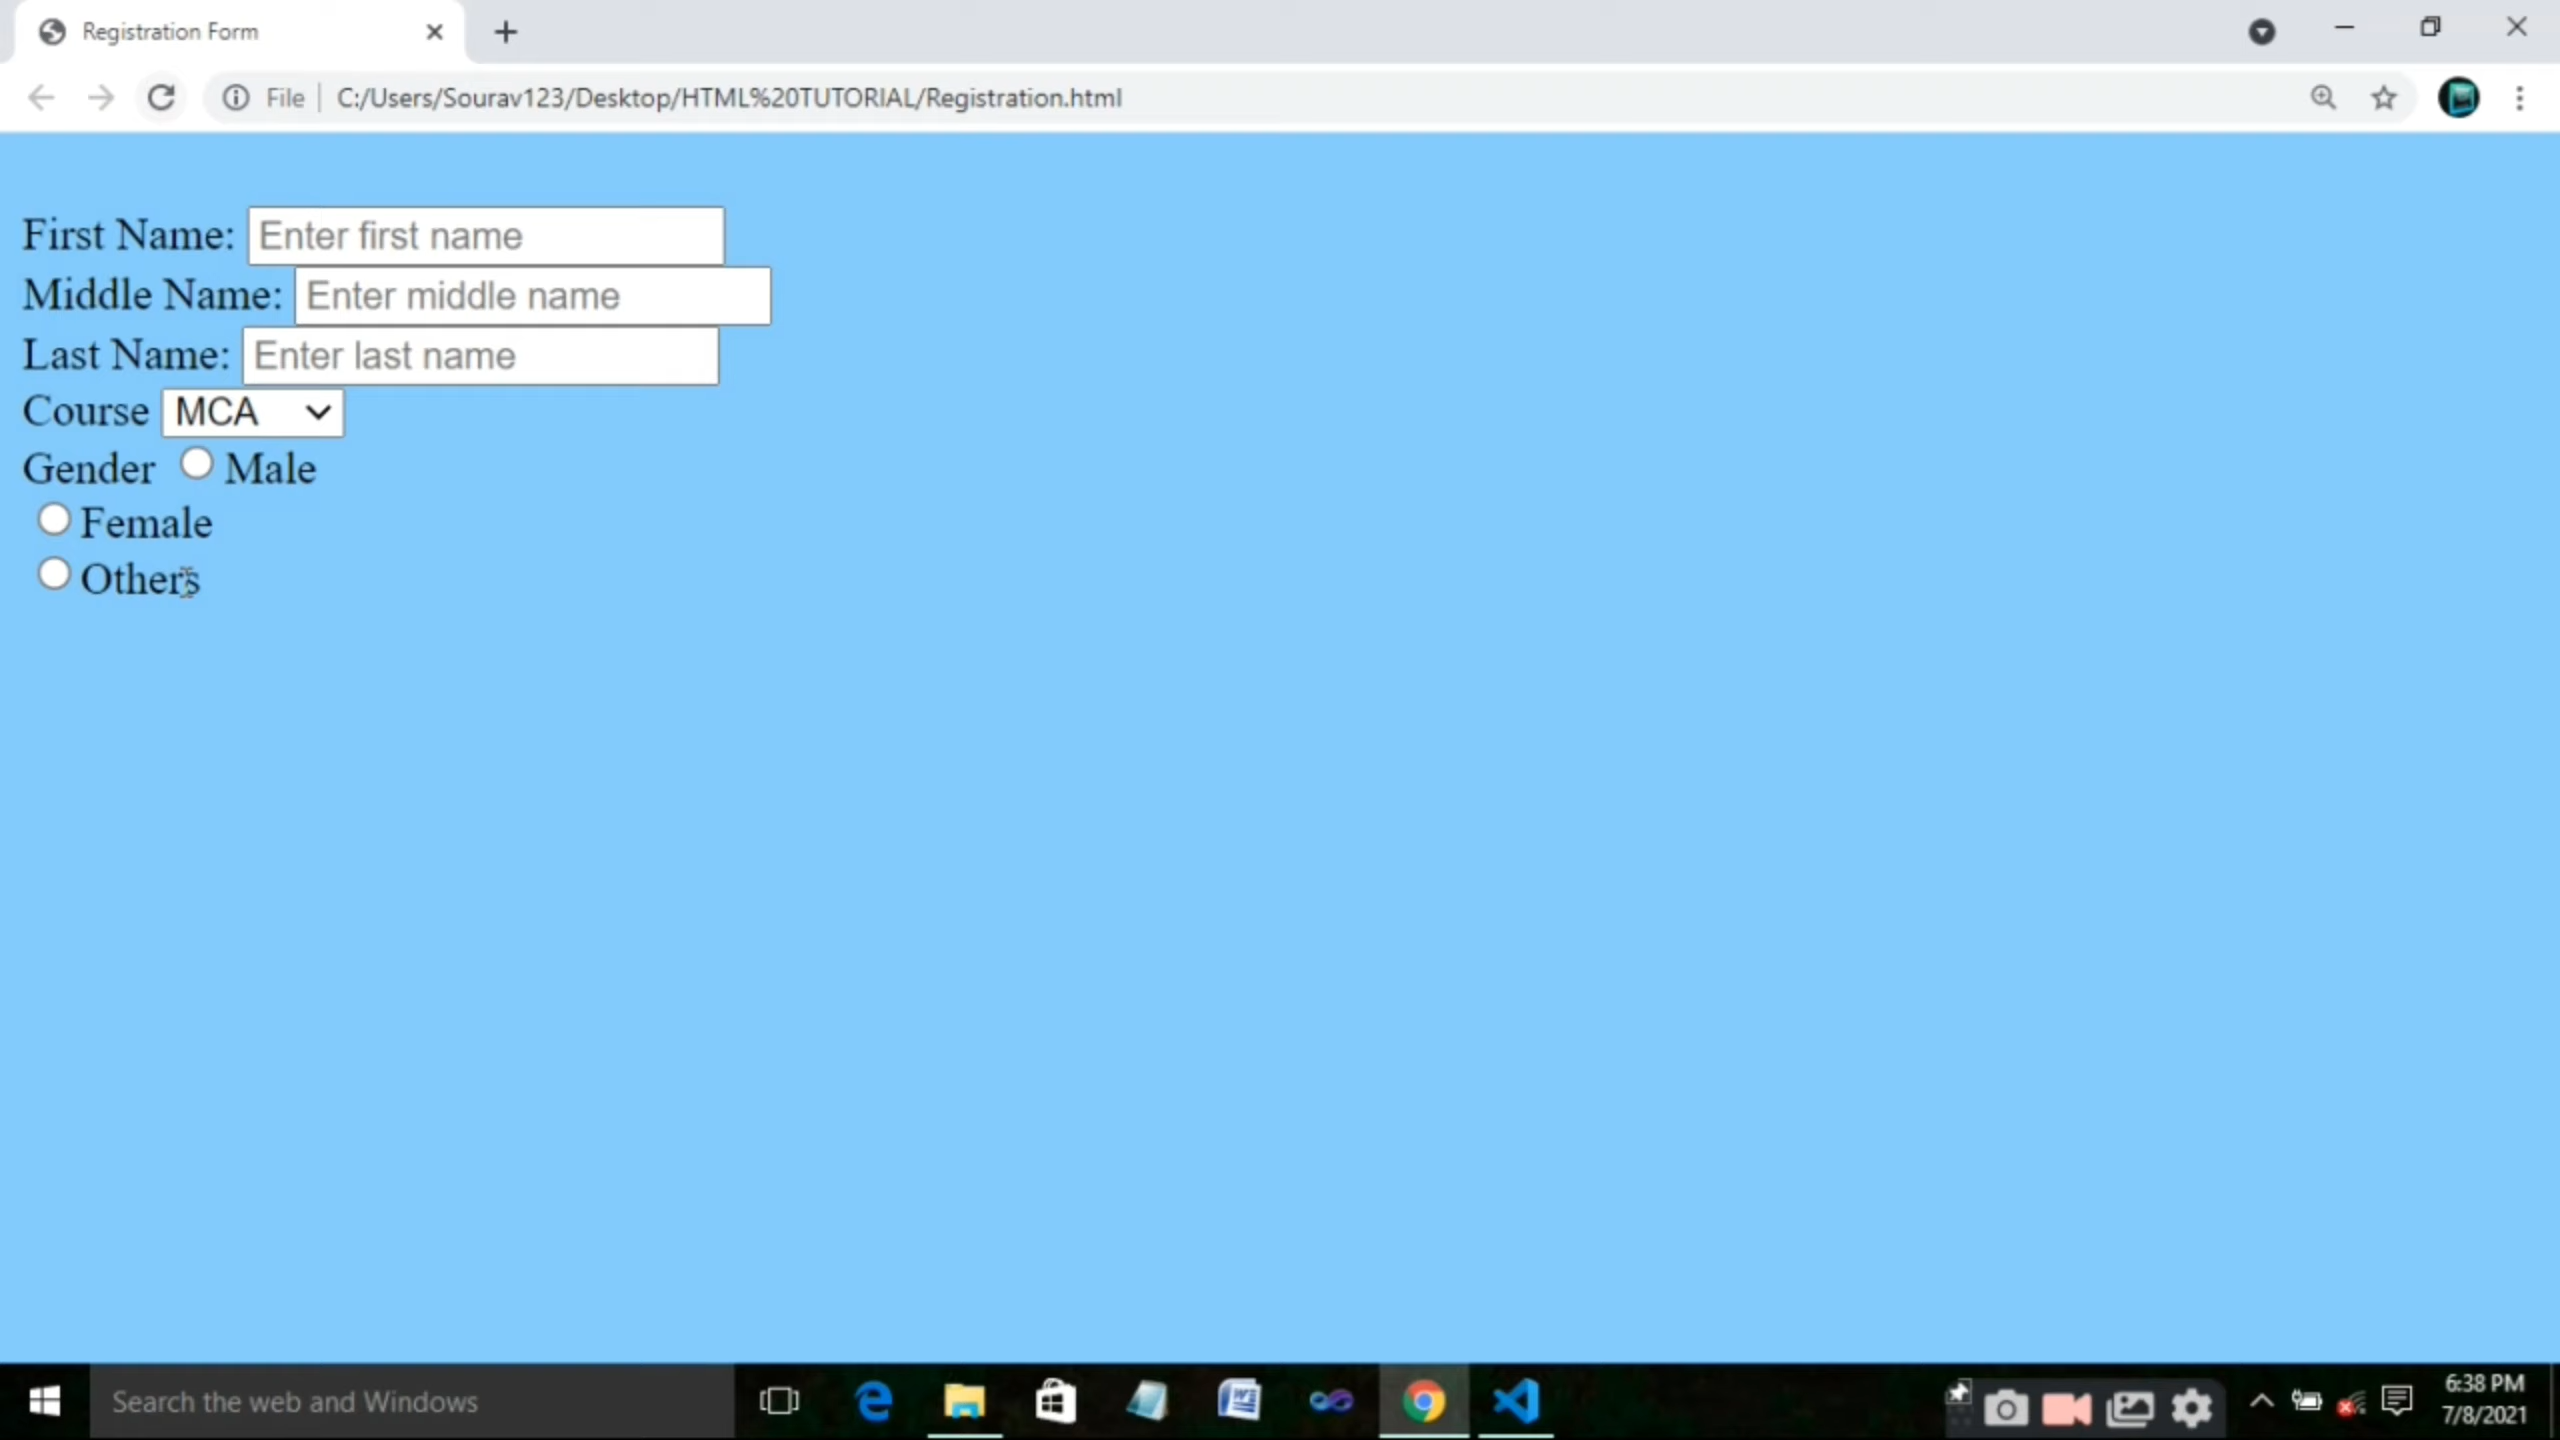 Registration Form
File
C:/Users/Sourav123/Desktop/HTML%20TUTORIAL/Registration.html
First Name: Enter first name
Middle Name: Enter middle name
Last Name: Enter last name
Course MCA
Gender Male
Female
Others
Search the web and Windows
6:38 PM
7/8/2021